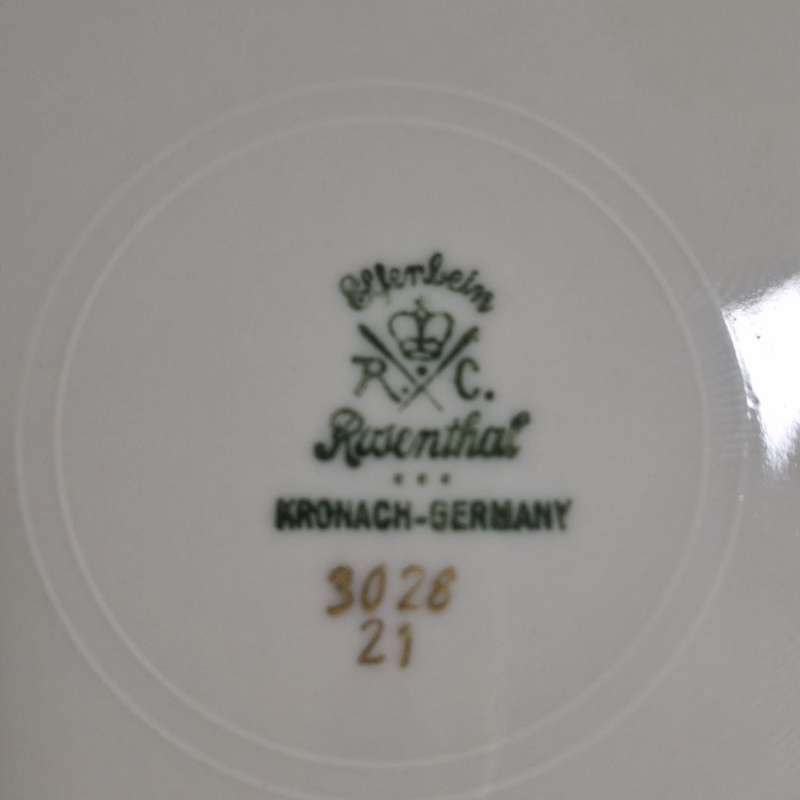 Elfenbein
R. C.
Rosenthal
KRONACH-GERMANY
3028
21